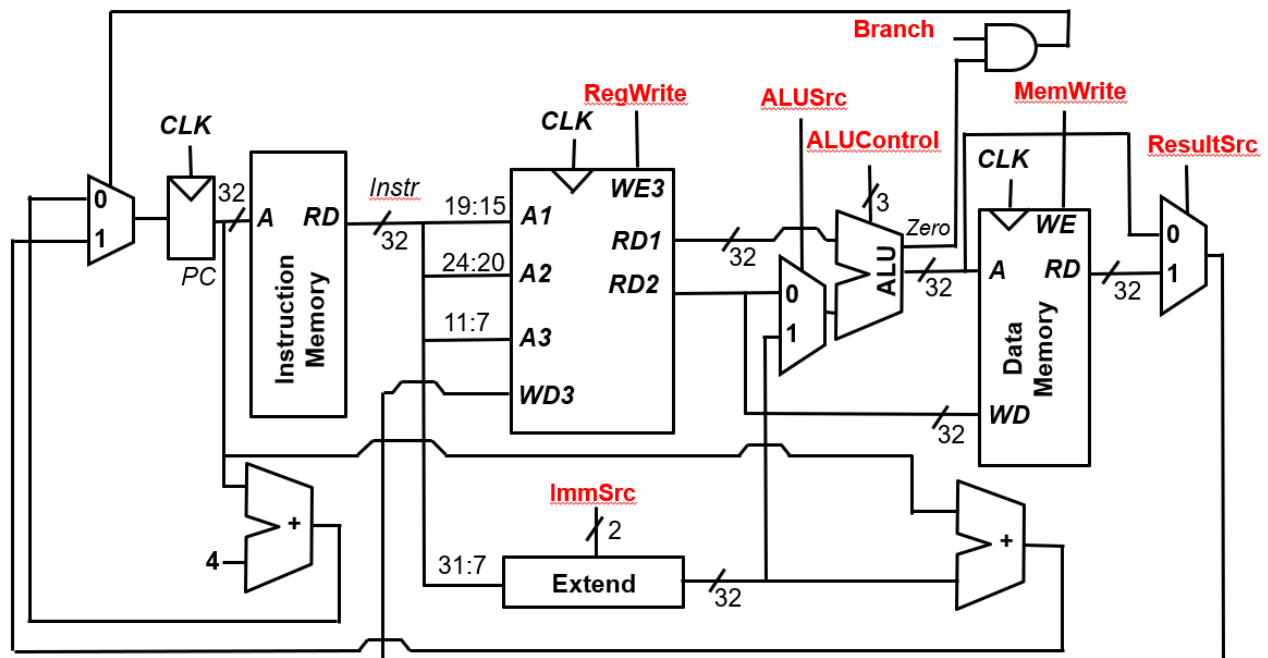 Branch
RegWrite
ALUSrc
MemWrite
CLK
CLK
ALUControl
CLK
ResultSrc
0
1
PC
32
A
RD
Instruction
Memory
Instr
32
19:15
24:20
11:7
A1
A2
A3
WD3
WE3
RD1
RD2
32
0
1
3
ALU
Zero
32
A
WE
RD
Data
Memory
WD
32
32
0
1
4
+
ImmSrc
2
31:7
Extend
32
+